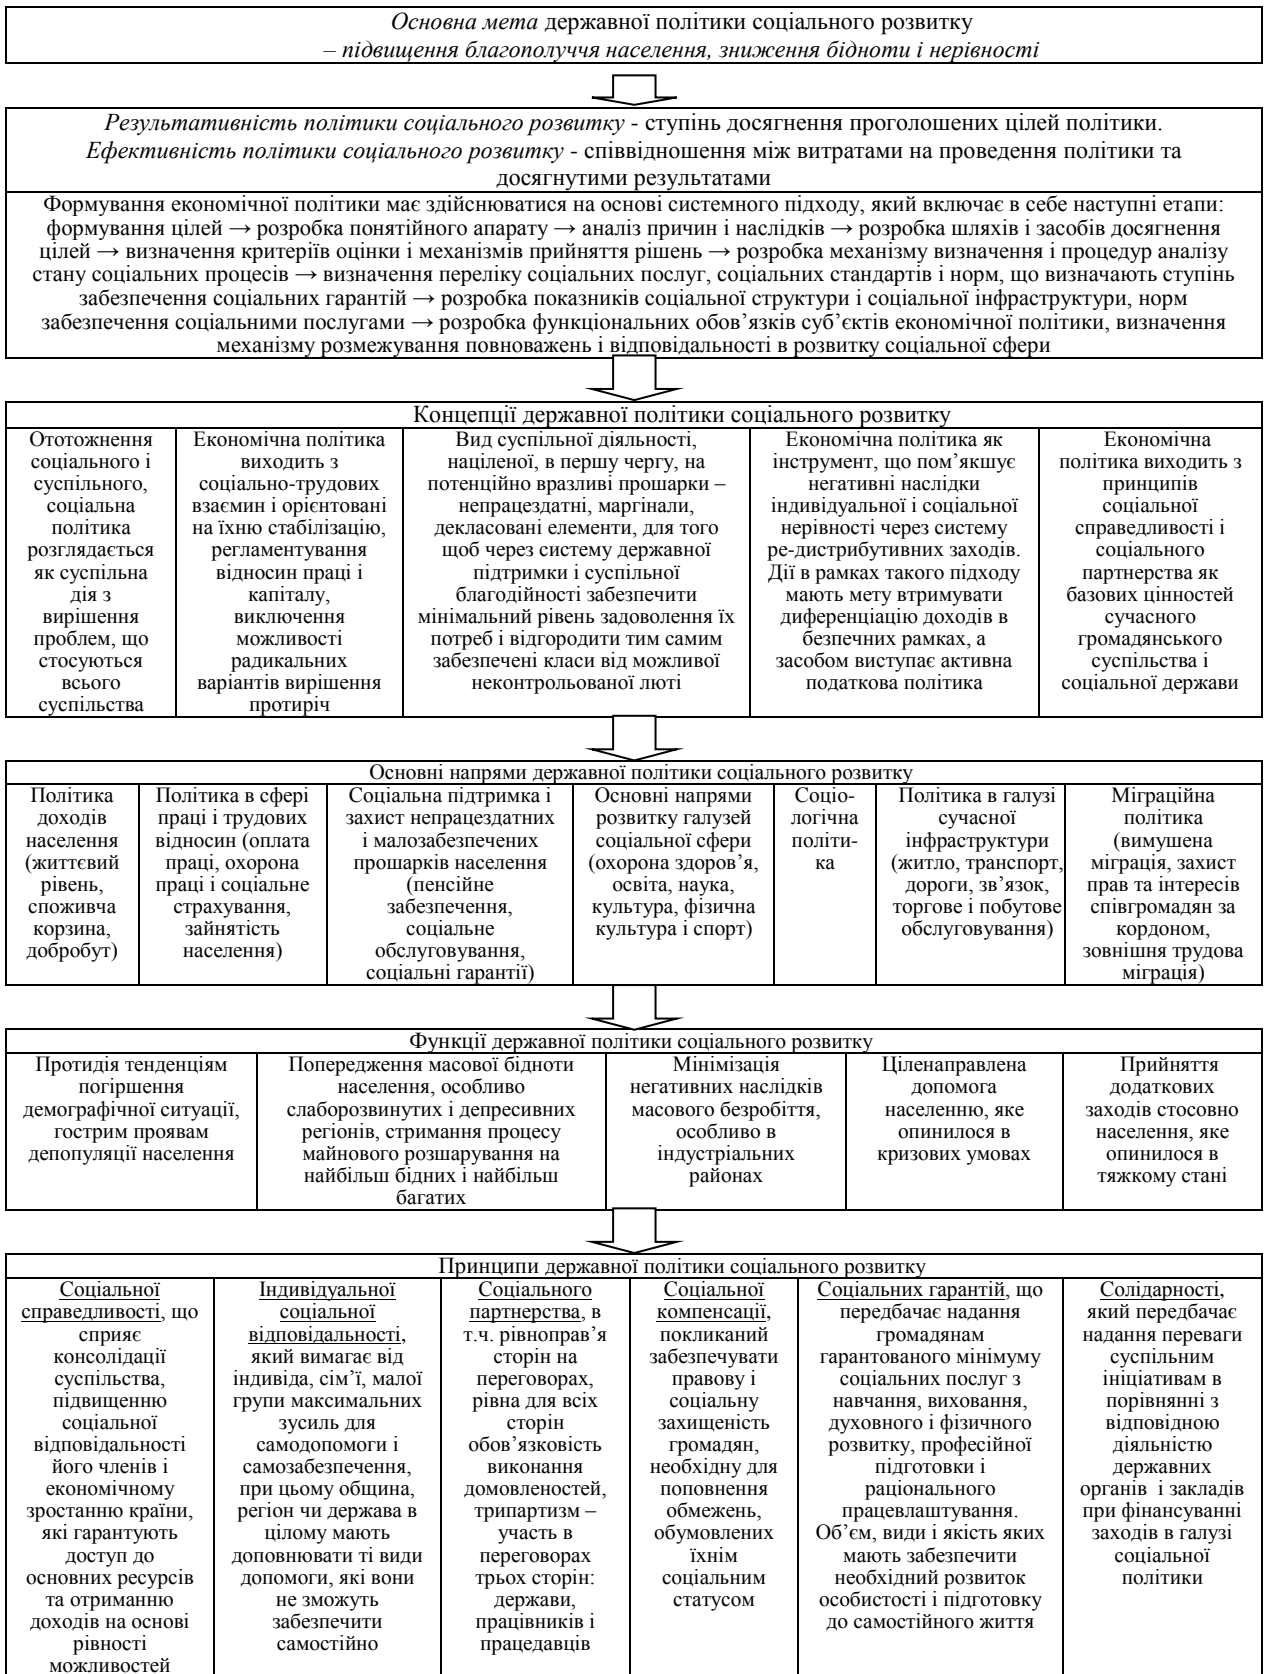 Основна мета державної політики соціального розвитку
– підвищення благополуччя населення, зниження бідноти і нерівності
Результативність політики соціального розвитку - ступінь досягнення проголошених цілей політики.
Ефективність політики соціального розвитку - співвідношення між витратами на проведення політики та
досягнутими результатами
Формування економічної політики має здійснюватися на основі системного підходу, який включає в себе наступні етапи:
формування цілей → розробка понятійного апарату → аналіз причин і наслідків → розробка шляхів і засобів досягнення
цілей → визначення критеріїв оцінки і механізмів прийняття рішень → розробка механізму визначення і процедур аналізу
стану соціальних процесів → визначення переліку соціальних послуг, соціальних стандартів і норм, що визначають ступінь
забезпечення соціальних гарантій → розробка показників соціальної структури і соціальної інфраструктури, норм
забезпечення соціальними послугами → розробка функціональних обов’язків суб’єктів економічної політики, визначення
механізму розмежування повноважень і відповідальності в розвитку соціальної сфери
Концепції державної політики соціального розвитку
Ототожнення
соціального і
суспільного,
соціальна
політика
розглядається
як суспільна
дія з
вирішення
проблем, що
стосуються
всього
суспільства
Економічна політика
виходить з
соціально-трудових
взаємин і орієнтовані
на їхню стабілізацію,
регламентування
відносин праці і
капіталу,
виключення
можливості
радикальних
варіантів вирішення
протиріч
Вид суспільної діяльності,
націленої, в першу чергу, на
потенційно вразливі прошарки –
непрацездатні, маргінали,
декласовані елементи, для того
щоб через систему державної
підтримки і суспільної
благодійності забезпечити
мінімальний рівень задоволення їх
потреб і відгородити тим самим
забезпечені класи від можливої
неконтрольованої люті
Економічна політика як
інструмент, що пом’якшує
негативні наслідки
індивідуальної і соціальної
нерівності через систему
ре-дистрибутивних заходів.
Дії в рамках такого підходу
мають мету втримувати
диференціацію доходів в
безпечних рамках, а
засобом виступає активна
податкова політика
Економічна
політика виходить з
принципів
соціальної
справедливості і
соціального
партнерства як
базових цінностей
сучасного
громадянського
суспільства і
соціальної держави
Основні напрями державної політики соціального розвитку
Політика
доходів
населення
(життєвий
рівень,
споживча
корзина,
добробут)
Політика в сфері
праці і трудових
відносин (оплата
праці, охорона
праці і соціальне
страхування,
зайнятість
населення)
Соціальна підтримка і
захист непрацездатних
і малозабезпечених
прошарків населення
(пенсійне
забезпечення,
соціальне
обслуговування,
соціальні гарантії)
Основні напрями
розвитку галузей
соціальної сфери
(охорона здоров’я,
освіта, наука,
культура, фізична
культура і спорт)
Соціо-
логічна
політи-
ка
Політика в галузі
сучасної
інфраструктури
(житло, транспорт,
дороги, зв’язок,
торгове і побутове
обслуговування)
Міграційна
політика
(вимушена
міграція, захист
прав та інтересів
співгромадян за
кордоном,
зовнішня трудова
міграція)
Функції державної політики соціального розвитку
Протидія тенденціям
погіршення
демографічної ситуації,
гострим проявам
депопуляції населення
Попередження масової бідноти
населення, особливо
слаборозвинутих і депресивних
регіонів, стримання процесу
майнового розшарування на
найбільш бідних і найбільш
багатих
Мінімізація
негативних наслідків
масового безробіття,
особливо в
індустріальних
районах
Ціленаправлена
допомога
населенню, яке
опинилося в
кризових умовах
Прийняття
додаткових
заходів стосовно
населення, яке
опинилося в
тяжкому стані
Принципи державної політики соціального розвитку
Соціальної
справедливості, що
сприяє
консолідації
суспільства,
підвищенню
соціальної
відповідальності
його членів і
економічному
зростанню країни,
які гарантують
доступ до
основних ресурсів
та отриманню
доходів на основі
рівності
можливостей
Індивідуальної
соціальної
відповідальності,
який вимагає від
індивіда, сім’ї, малої
групи максимальних
зусиль для
самодопомоги і
самозабезпечення,
при цьому община,
регіон чи держава в
цілому мають
доповнювати ті види
допомоги, які вони
не зможуть
забезпечити
самостійно
Соціального
партнерства, в
т.ч. рівноправ’я
сторін на
переговорах,
рівна для всіх
сторін
обов’язковість
виконання
домовленостей,
трипартизм –
участь в
переговорах
трьох сторін:
держави,
працівників і
працедавців
Соціальної
компенсації,
покликаний
забезпечувати
правову і
соціальну
захищеність
громадян,
необхідну для
поповнення
обмежень,
обумовлених
їхнім
соціальним
статусом
Соціальних гарантій, що
передбачає надання
громадянам
гарантованого мінімуму
соціальних послуг з
навчання, виховання,
духовного і фізичного
розвитку, професійної
підготовки і
раціонального
працевлаштування.
Об’єм, види і якість яких
мають забезпечити
необхідний розвиток
особистості і підготовку
до самостійного життя
Солідарності,
який передбачає
надання переваги
суспільним
ініціативам в
порівнянні з
відповідною
діяльністю
державних
органів і закладів
при фінансуванні
заходів в галузі
соціальної
політики